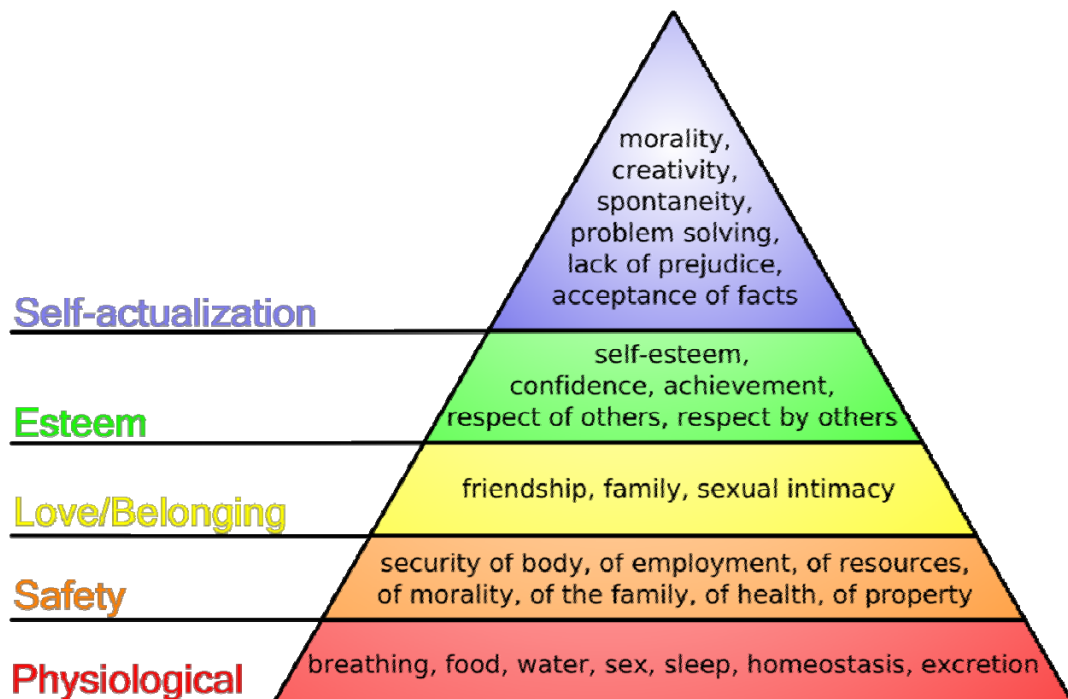 morality,
creativity,
spontaneity,
problem solving,
lack of prejudice,
acceptance of facts
Self-actualization
self-esteem,
confidence, achievement,
respect of others, respect by others
Esteem
friendship, family, sexual intimacy
Love/Belonging
security of body, of employment, of resources,
of morality, of the family, of health, of property
Safety
breathing, food, water, sex, sleep, homeostasis, excretion
Physiological